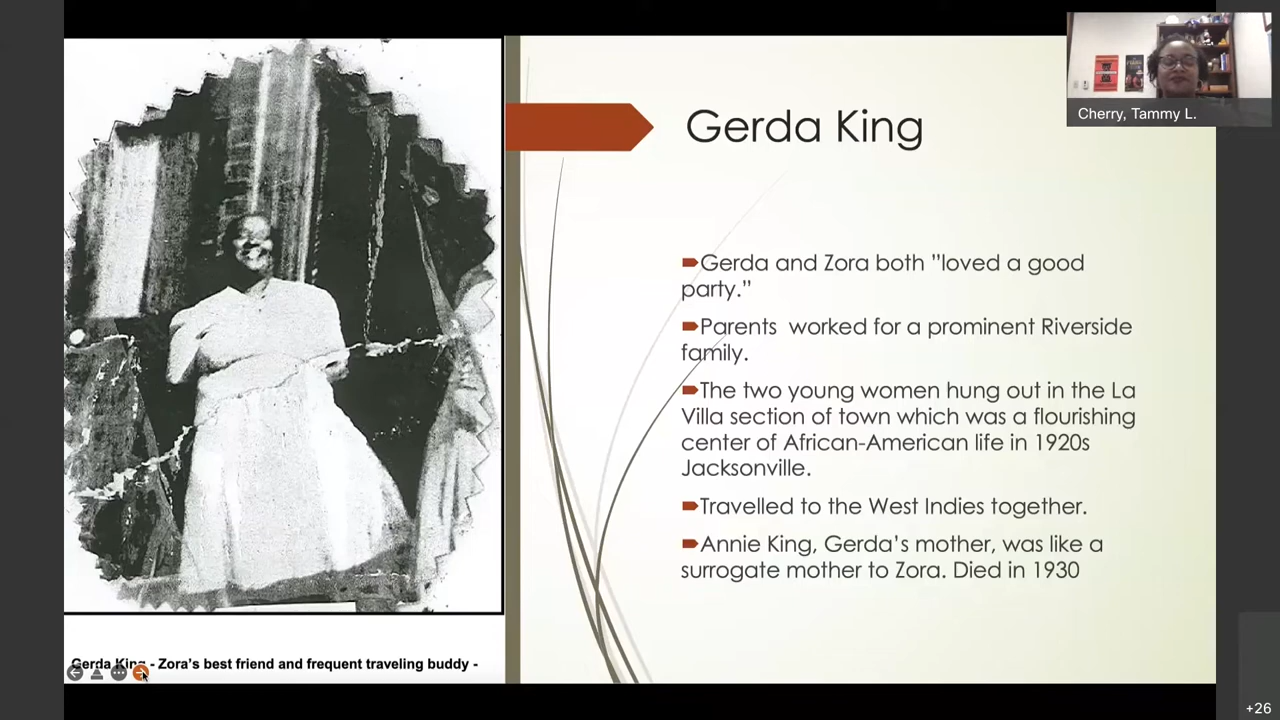 Cherry, Tammy L.
Gerda King
Gerda and Zora both ”loved a good
party.”
Parents worked for a prominent Riverside
family.
The two young women hung out in the La
Villa section of town which was a flourishing
center of African-American life in 1920s
Jacksonville.
Travelled to the West Indies together.
Annie King, Gerda’s mother, was like a
surrogate mother to Zora. Died in 1930
Gerda King - Zora’s best friend and frequent traveling buddy -
+26